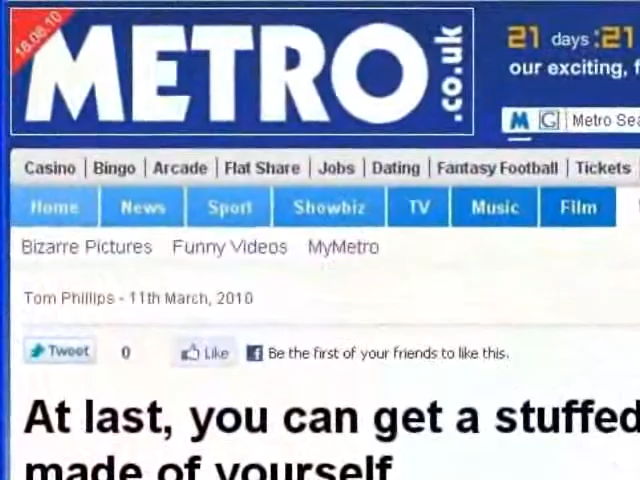 18.08.10
METRO.co.uk
21 days :21
our exciting, f
M G Metro Sea
Casino | Bingo | Arcade | Flat Share | Jobs | Dating | Fantasy Football | Tickets
Home News Sport Showbiz TV Music Film
Bizarre Pictures Funny Videos MyMetro
Tom Phillips - 11th March, 2010
Tweet 0 Like Be the first of your friends to like this.
At last, you can get a stuffed
made of yourself